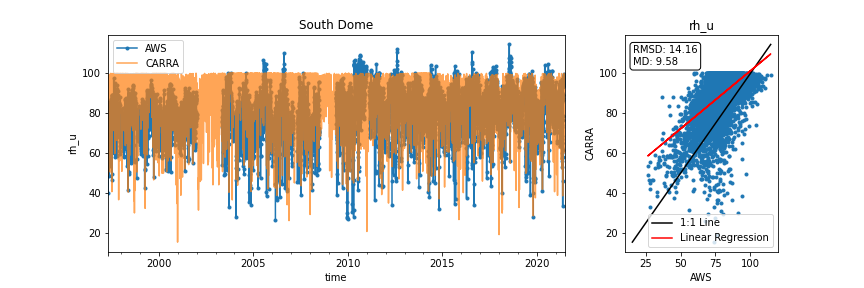 South Dome
rh_u
AWS
CARRA
100
80
60
40
20
rh_u
2000
2005
2010
2015
2020
time
rh_u
RMSD: 14.16
MD: 9.58
100
80
60
40
20
CARRA
1:1 Line
Linear Regression
25
50
75
100
AWS